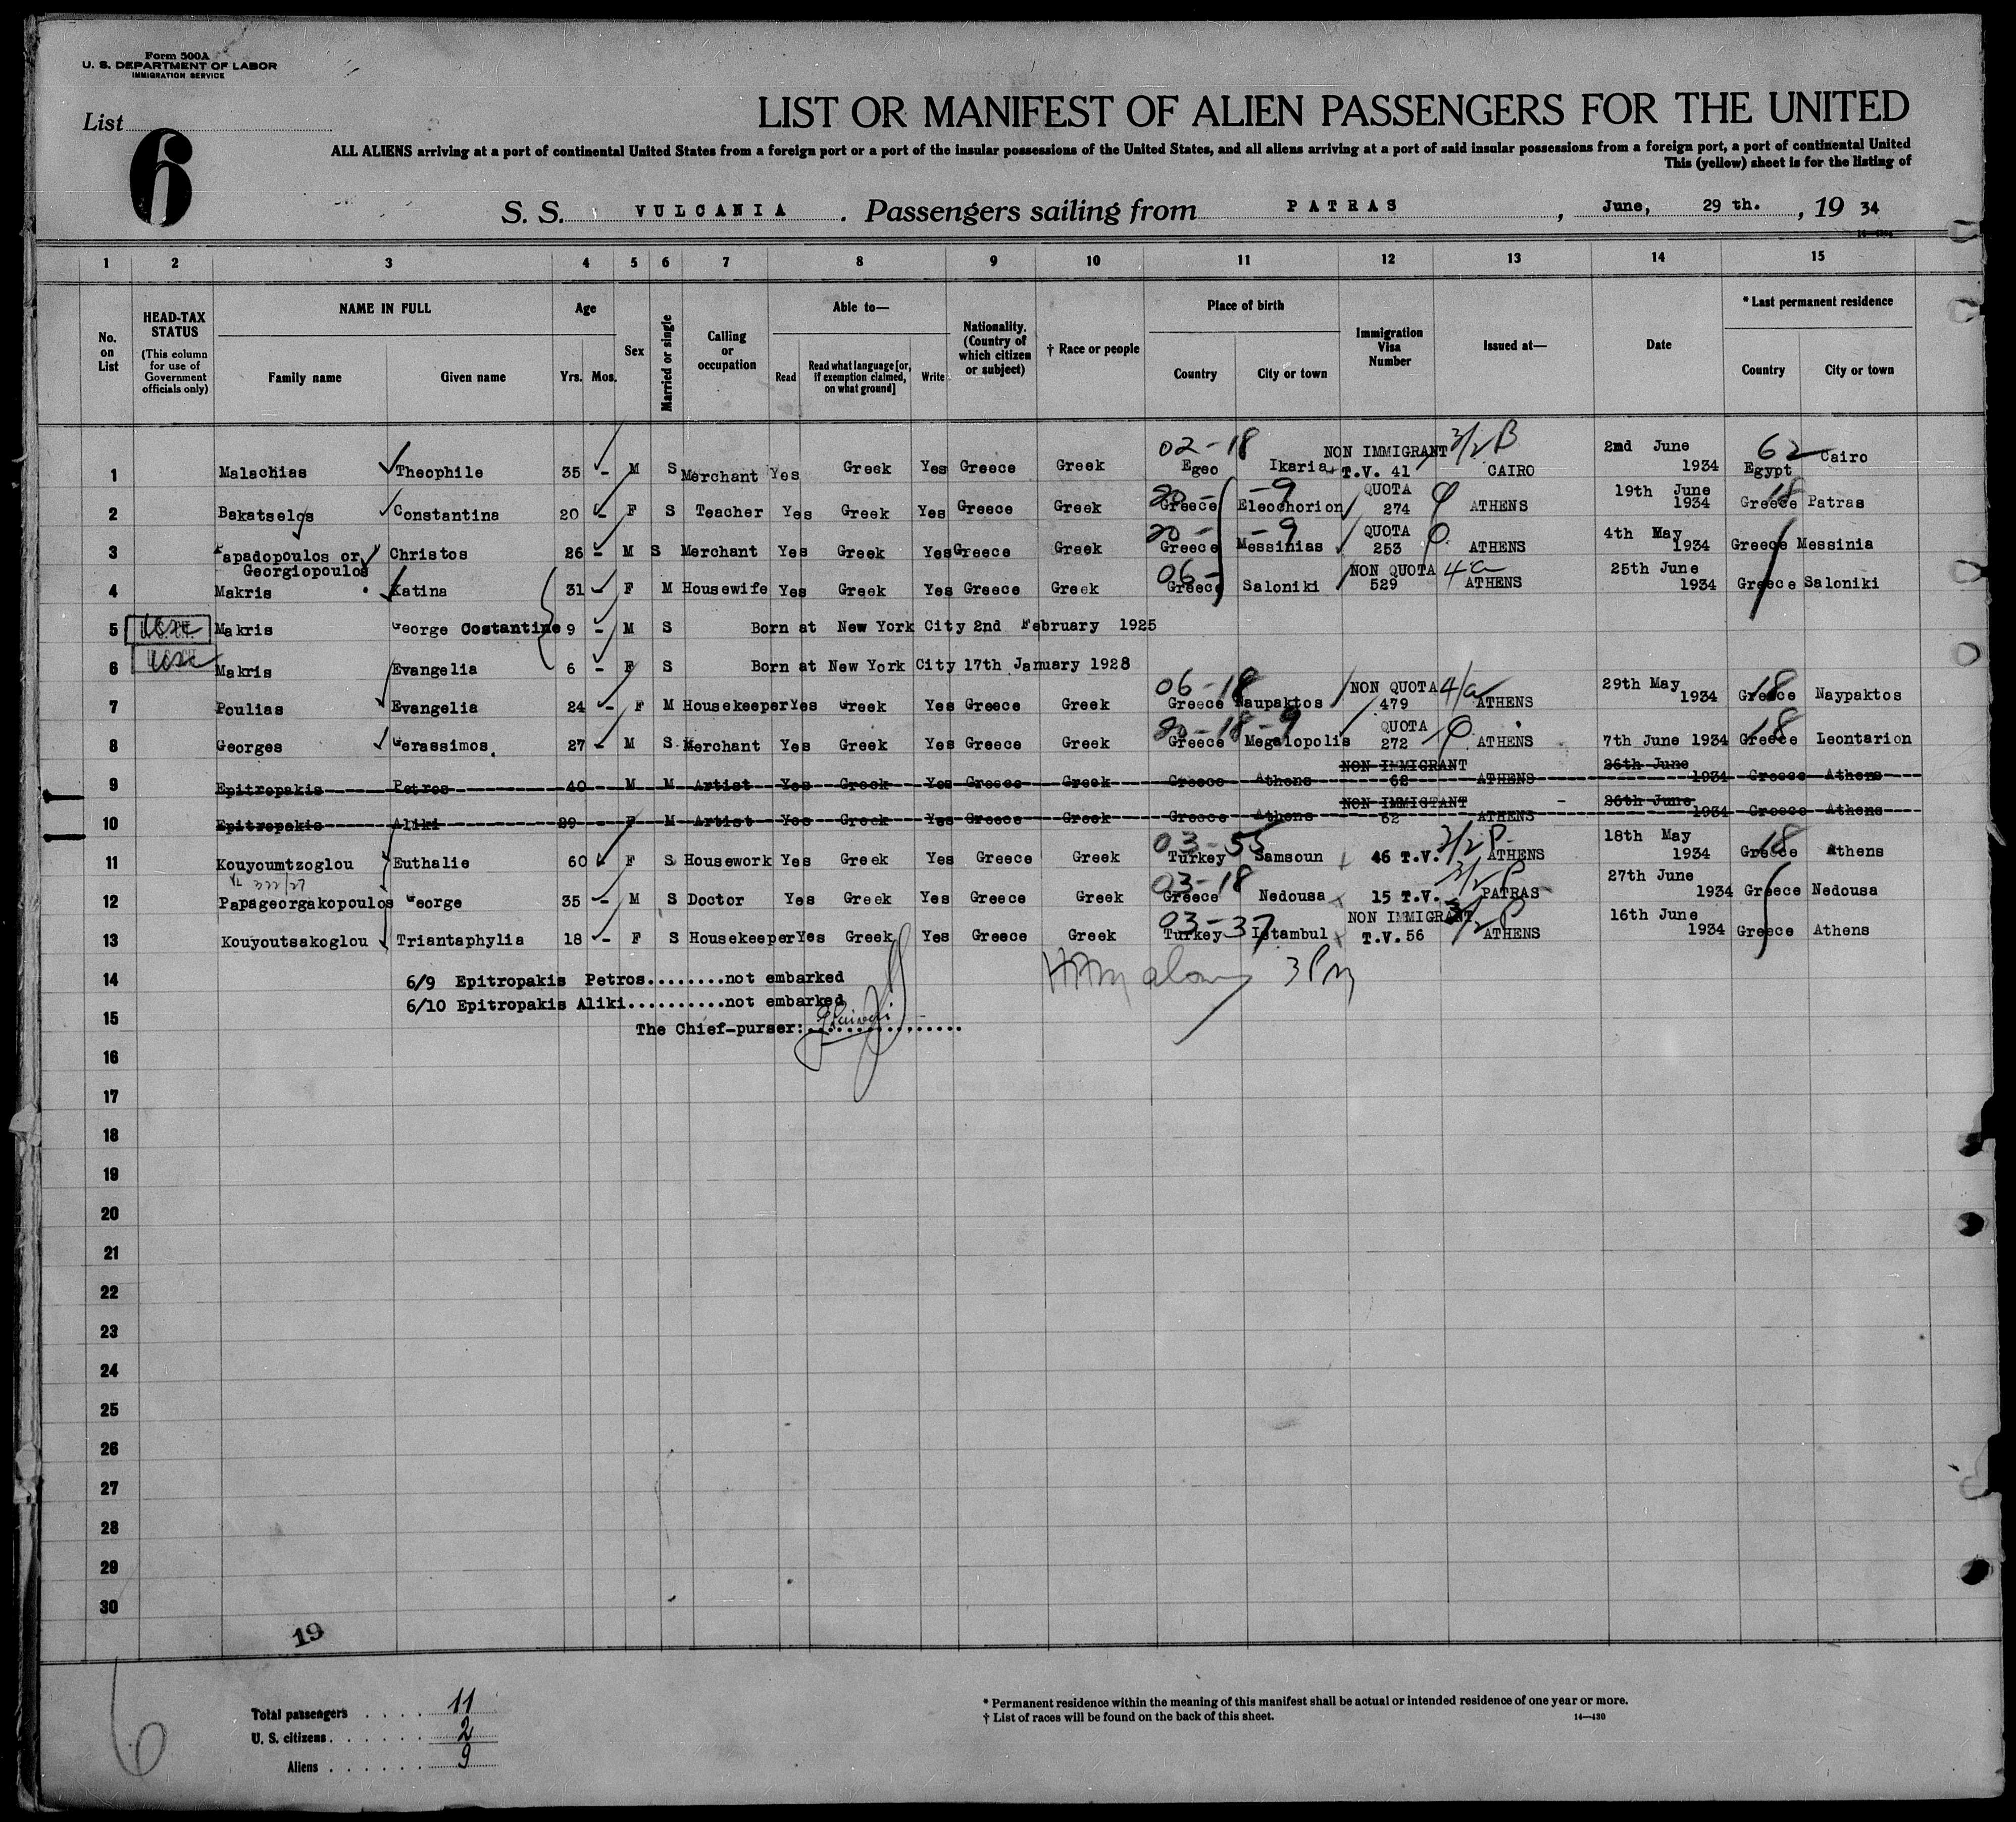 Form 500A
U. S. DEPARTMENT OF LABOR
IMMIGRATION SERVICE
List
6
LIST OR MANIFEST OF ALIEN PASSENGERS FOR THE UNITED
ALL ALIENS arriving at a port of continental United States from a foreign port or a port of the insular possessions of the United States, and all aliens arriving at a port of said insular possessions from a foreign port, a port of continental United
This (yellow) sheet is for the listing of
S. S. VULCANIA . Passengers sailing from PATRAS , June, 29 th. , 19 34
1 2 3 4 5 6 7 8 9 10 11 12 13 14 15
No. on List
HEAD-TAX STATUS
(This column for use of Government officials only)
NAME IN FULL
Family name Given name
Age
Yrs. Mos.
Sex
Married or single
Calling or occupation
Able to—
Read Read what language [or, if exemption claimed, on what ground] Write
Nationality. (Country of which citizen or subject)
† Race or people
Place of birth
Country City or town
Immigration Visa Number
Issued at—
Date
* Last permanent residence
Country City or town
02-18 NON IMMIGRANT 3/2 B 2nd June 62
1 Malachias Theophile 35 - M S Merchant Yes Greek Yes Greece Greek Egeo Ikaria T.V. 41 CAIRO 1934 Egypt Cairo
20- -9 QUOTA 19th June 18
2 Bakatselos Constantina 20 - F S Teacher Yes Greek Yes Greece Greek Greece Eleochorion 274 ATHENS 1934 Greece Patras
20- -9 QUOTA 4th May
3 Papadopoulos or Christos 26 - M S Merchant Yes Greek Yes Greece Greek Greece Messinias 253 ATHENS 1934 Greece Messinia
Georgiopoulos 06- NON QUOTA 4a 25th June
4 Makris Katina 31 - F M Housewife Yes Greek Yes Greece Greek Greece Saloniki 529 ATHENS 1934 Greece Saloniki
5 USC Makris George Costantine 9 - M S Born at New York City 2nd February 1925
6 USC Makris Evangelia 6 - F S Born at New York City 17th January 1928
06-18 NON QUOTA 4/a 29th May 18
7 Poulias Evangelia 24 - F M Housekeeper Yes Greek Yes Greece Greek Greece Naupaktos 479 ATHENS 1934 Greece Naypaktos
20-18-9 QUOTA 18
8 Georges Gerassimos 27 - M S Merchant Yes Greek Yes Greece Greek Greece Megalopolis 272 ATHENS 7th June 1934 Greece Leontarion
NON IMMIGRANT 26th June
9 Epitropakis Petros 40 M M Artist Yes Greek Yes Greece Greek Greece Athens 62 ATHENS 1934 Greece Athens
NON IMMIGTANT 26th June
10 Epitropakis Aliki 29 F M Artist Yes Greek Yes Greece Greek Greece Athens 62 ATHENS 1934 Greece Athens
03-55 3/2 P 18th May 18
11 Kouyoumtzoglou Euthalie 60 F S Housework Yes Greek Yes Greece Greek Turkey Samsoun 46 T.V. ATHENS 1934 Greece Athens
VL 322/27 03-18 3/2 P 27th June
12 Papageorgakopoulos George 35 - M S Doctor Yes Greek Yes Greece Greek Greece Nedousa 15 T.V. PATRAS 1934 Greece Nedousa
03-37 NON IMMIGRANT 3/2 P 16th June
13 Kouyoutsakoglou Triantaphylia 18 - F S Housekeeper Yes Greek Yes Greece Greek Turkey Istambul T.V. 56 ATHENS 1934 Greece Athens
14 6/9 Epitropakis Petros........not embarked 3 PM
6/10 Epitropakis Aliki..........not embarked
15 The Chief-purser:................
16
17
18
19
20
21
22
23
24
25
26
27
28
29
30
19
6
Total passengers . . . . 11
U. S. citizens . . . . . . 2
Aliens . . . . . . 9
* Permanent residence within the meaning of this manifest shall be actual or intended residence of one year or more.
† List of races will be found on the back of this sheet. 14—430